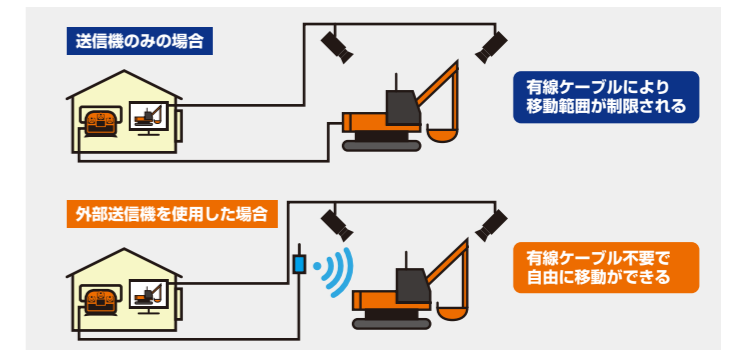 送信機のみの場合
有線ケーブルにより
移動範囲が制限される
外部送信機を使用した場合
有線ケーブル不要で
自由に移動ができる